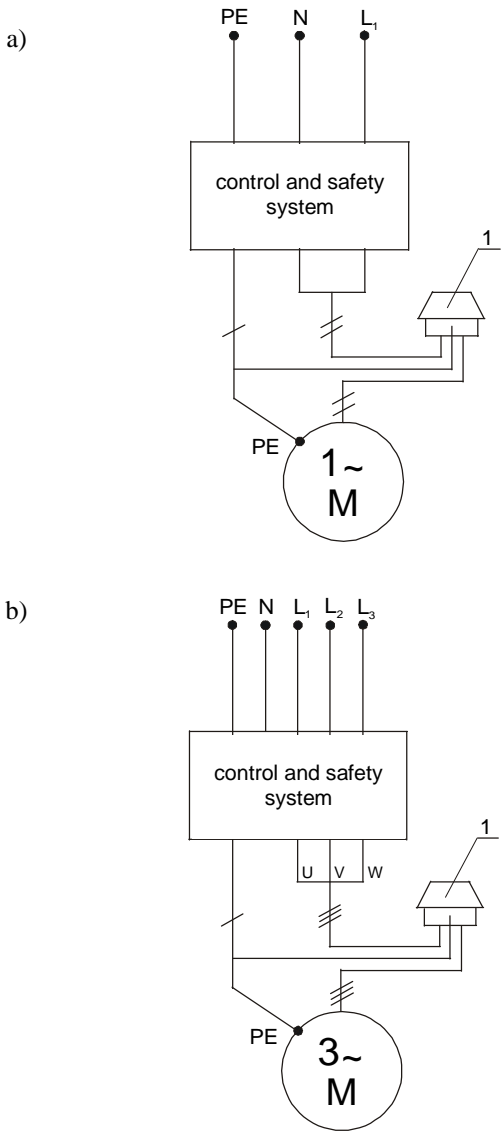 a)
PE N L₁
control and safety
system
1
PE
1~
M
b)
PE N L₁ L₂ L₃
control and safety
system
U V W
1
PE
3~
M